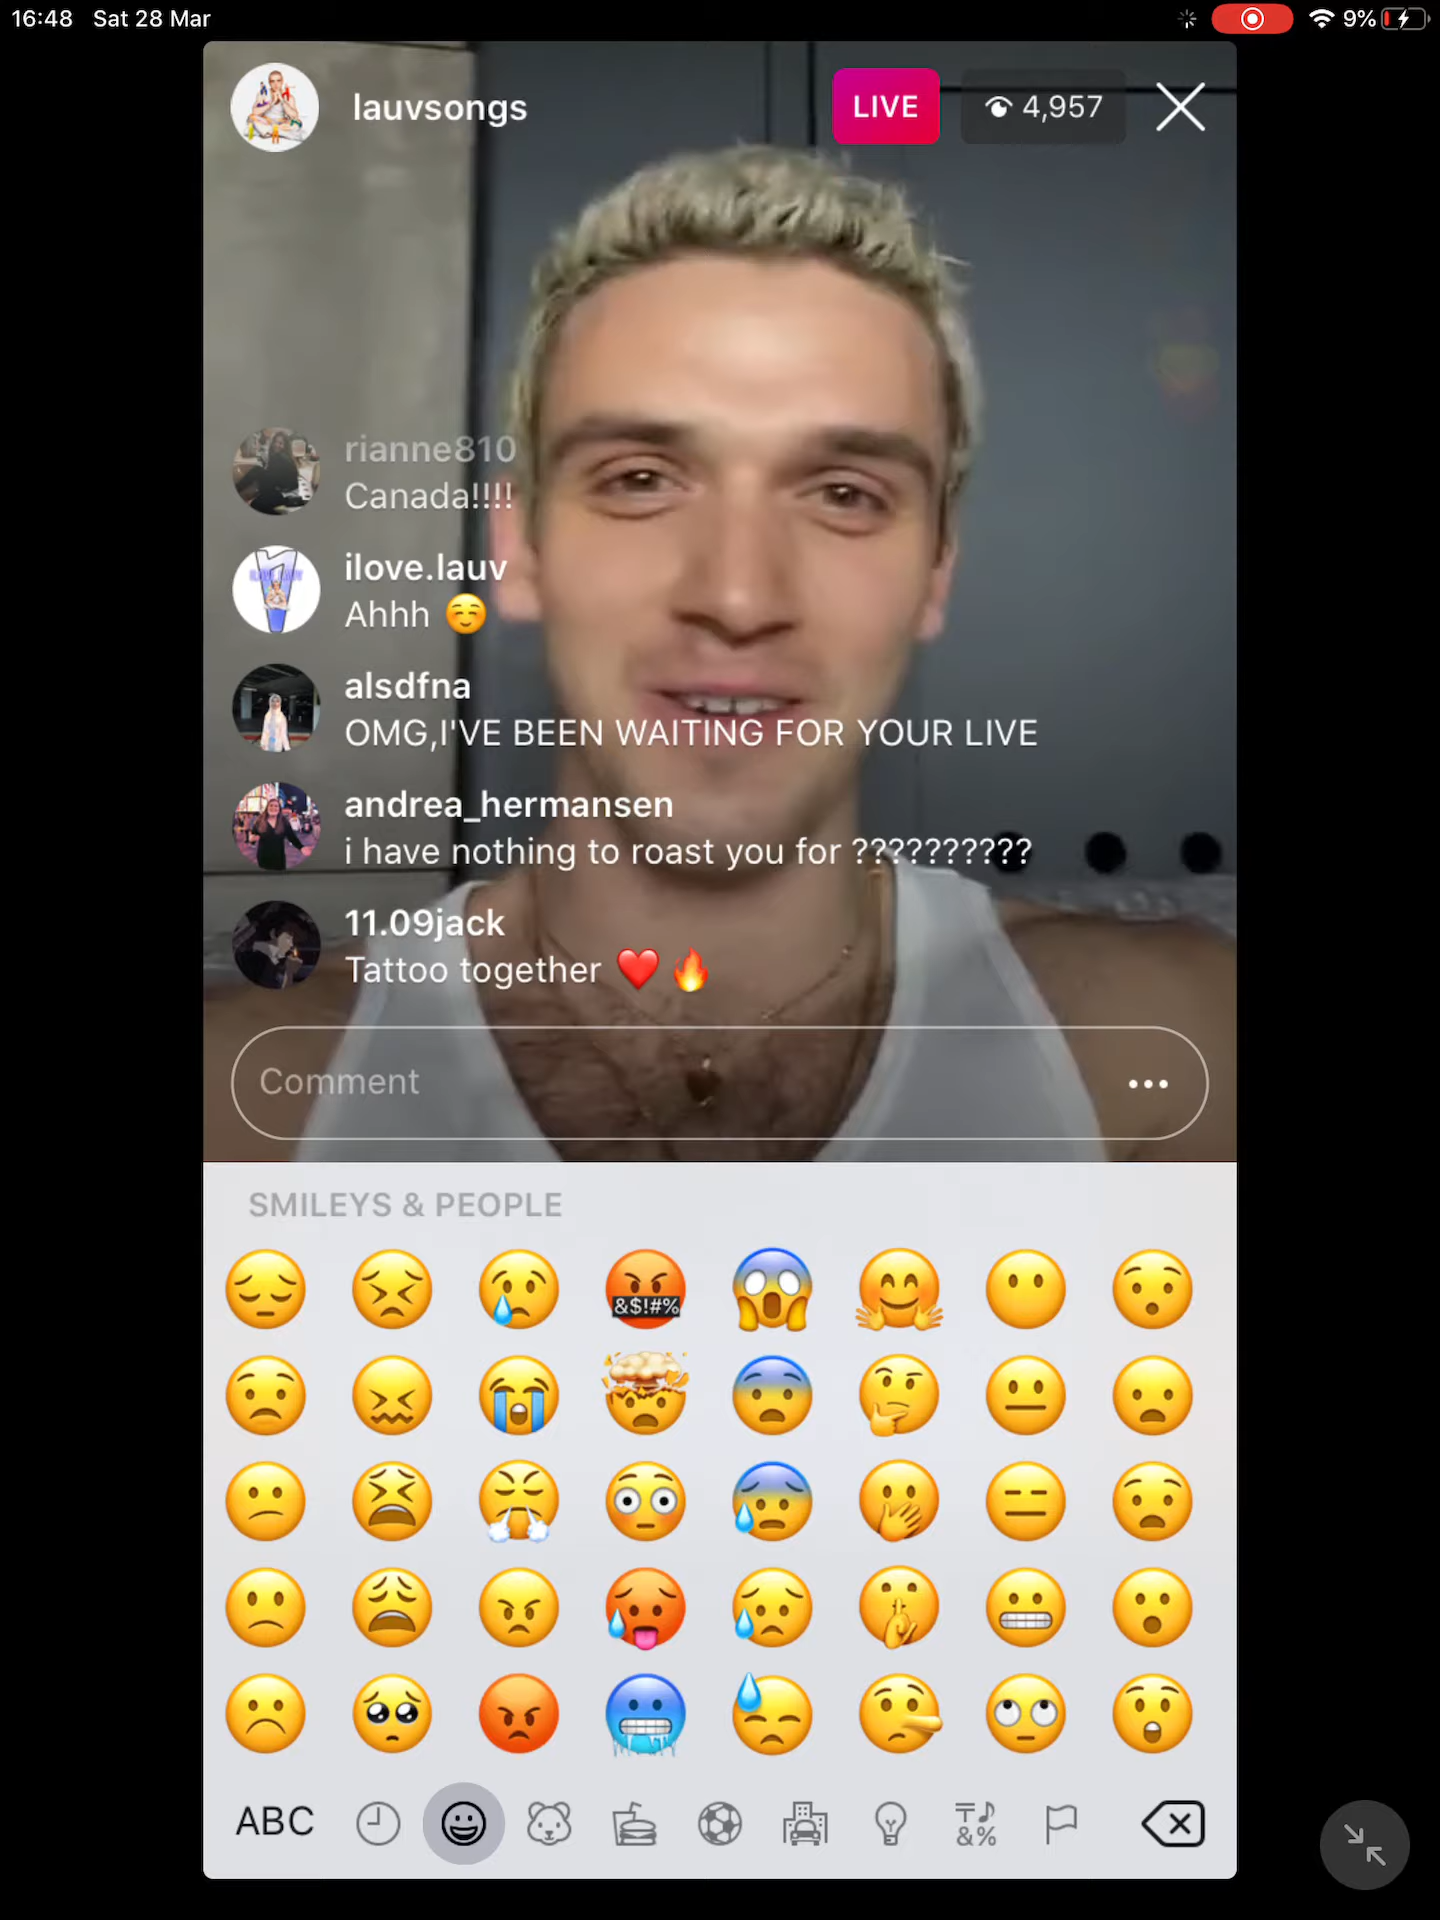 16:48 Sat 28 Mar
9%
lauvsongs
LIVE
4,957
rianne810
Canada!!!!
ilove.lauv
Ahhh ☺️
alsdfna
OMG,I'VE BEEN WAITING FOR YOUR LIVE
andrea_hermansen
i have nothing to roast you for ??????????
11.09jack
Tattoo together ❤️ 🔥
Comment
SMILEYS & PEOPLE
&$!#%
ABC
&%